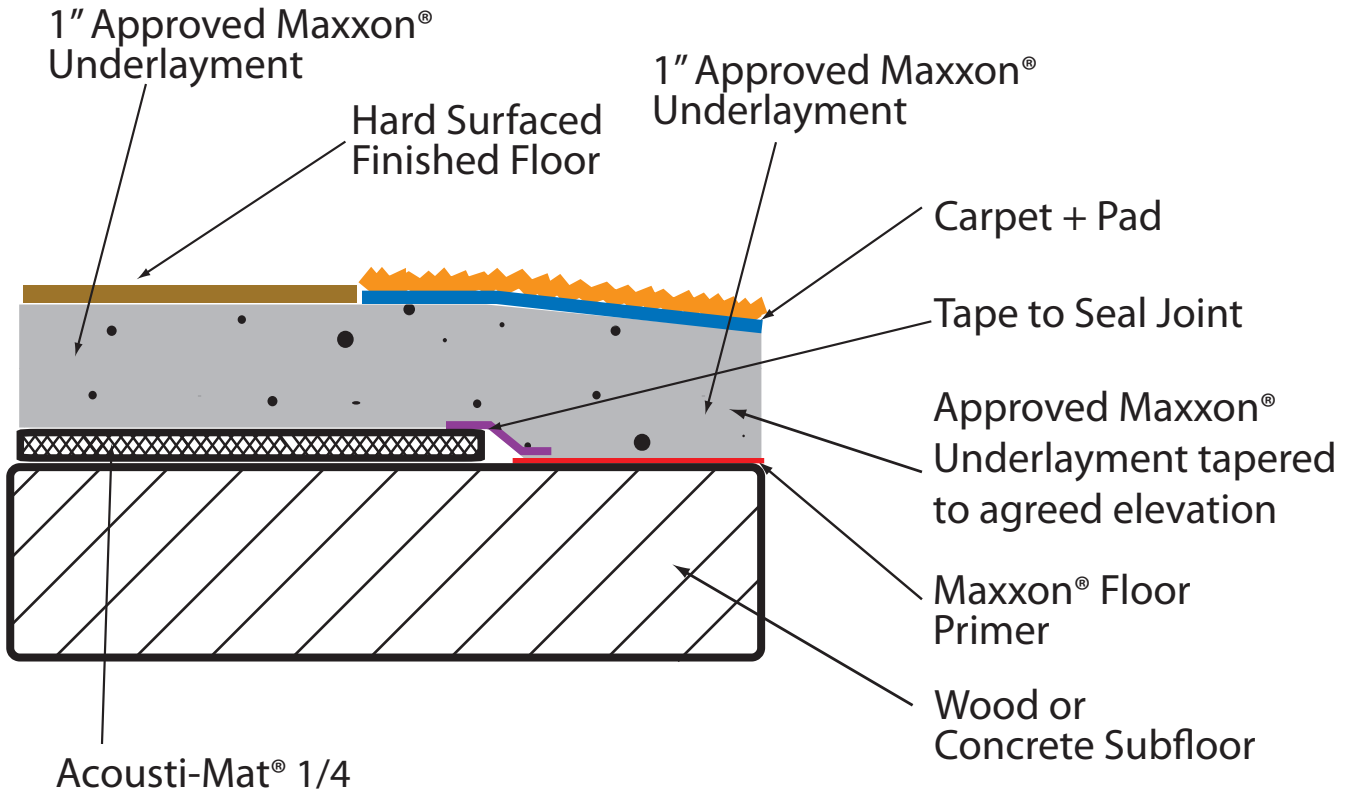 1” Approved Maxxon®
Underlayment
1” Approved Maxxon®
Underlayment
Hard Surfaced
Finished Floor
Carpet + Pad
Tape to Seal Joint
Approved Maxxon®
Underlayment tapered
to agreed elevation
Maxxon® Floor
Primer
Wood or
Concrete Subfloor
Acousti-Mat® 1/4